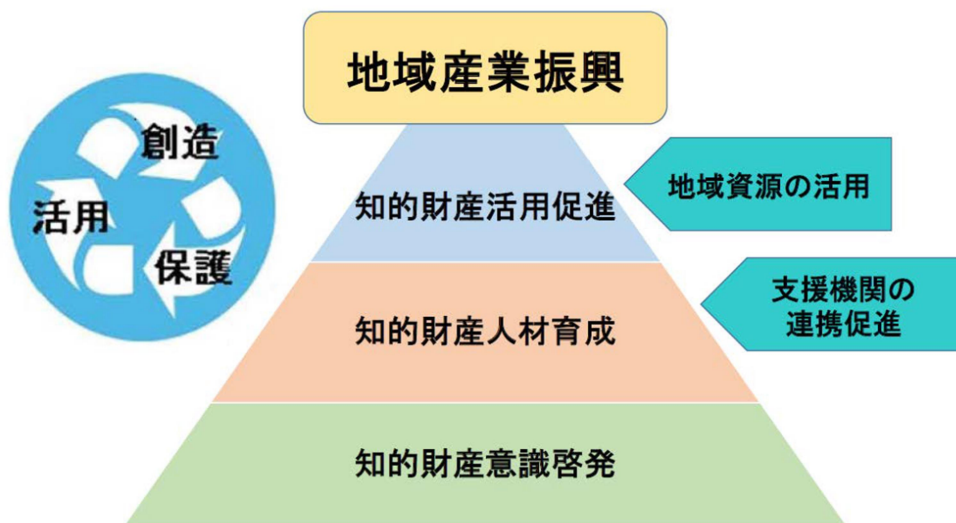 地域産業振興
創造
活用
保護
知的財産活用促進
地域資源の活用
知的財産人材育成
支援機関の
連携促進
知的財産意識啓発